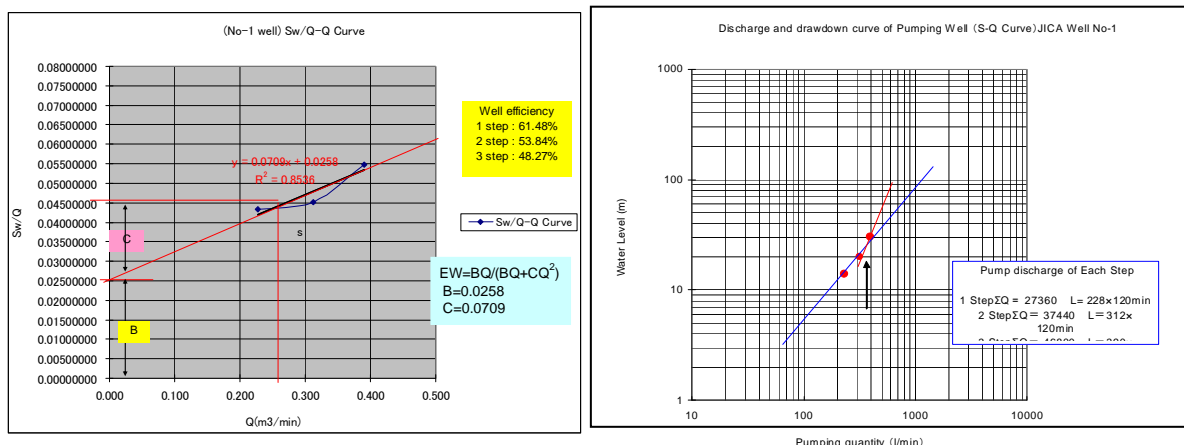 (No-1 well) Sw/Q-Q Curve
0.08000000
0.07500000
0.07000000
0.06500000
0.06000000
0.05500000
0.05000000
0.04500000
0.04000000
0.03500000
0.03000000
0.02500000
0.02000000
0.01500000
0.01000000
0.00500000
0.00000000
Sw/Q
y = 0.0709x + 0.0258
R² = 0.8536
s
C
B
0.000 0.100 0.200 0.300 0.400 0.500
Q(m3/min)
Well efficiency
1 step : 61.48%
2 step : 53.84%
3 step : 48.27%
Sw/Q-Q Curve
EW=BQ/(BQ+CQ²)
B=0.0258
C=0.0709
Discharge and drawdown curve of Pumping Well (S-Q Curve)JICA Well No-1
1000
100
10
1
Water Level (m)
10 100 1000 10000
Pumping quantity (l/min)
Pump discharge of Each Step
1 StepΣQ = 27360 L= 228×120min
2 StepΣQ = 37440 L=312×
120min